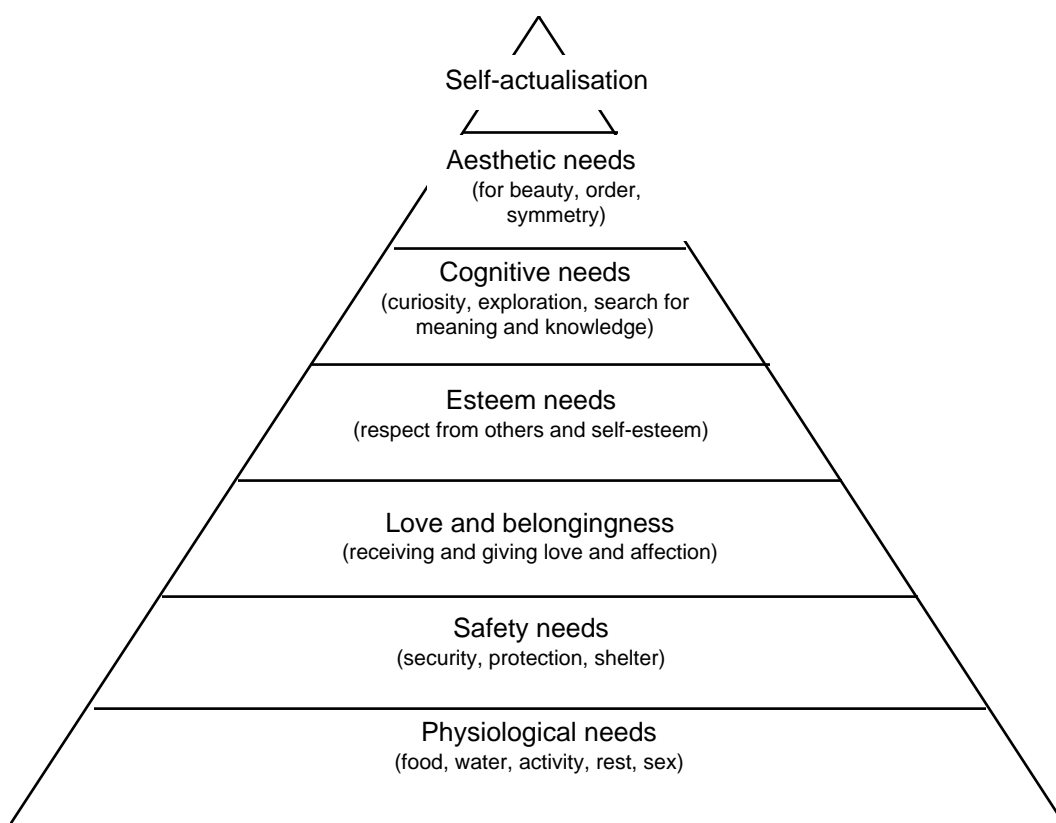 Self-actualisation
Aesthetic needs
(for beauty, order,
symmetry)
Cognitive needs
(curiosity, exploration, search for
meaning and knowledge)
Esteem needs
(respect from others and self-esteem)
Love and belongingness
(receiving and giving love and affection)
Safety needs
(security, protection, shelter)
Physiological needs
(food, water, activity, rest, sex)